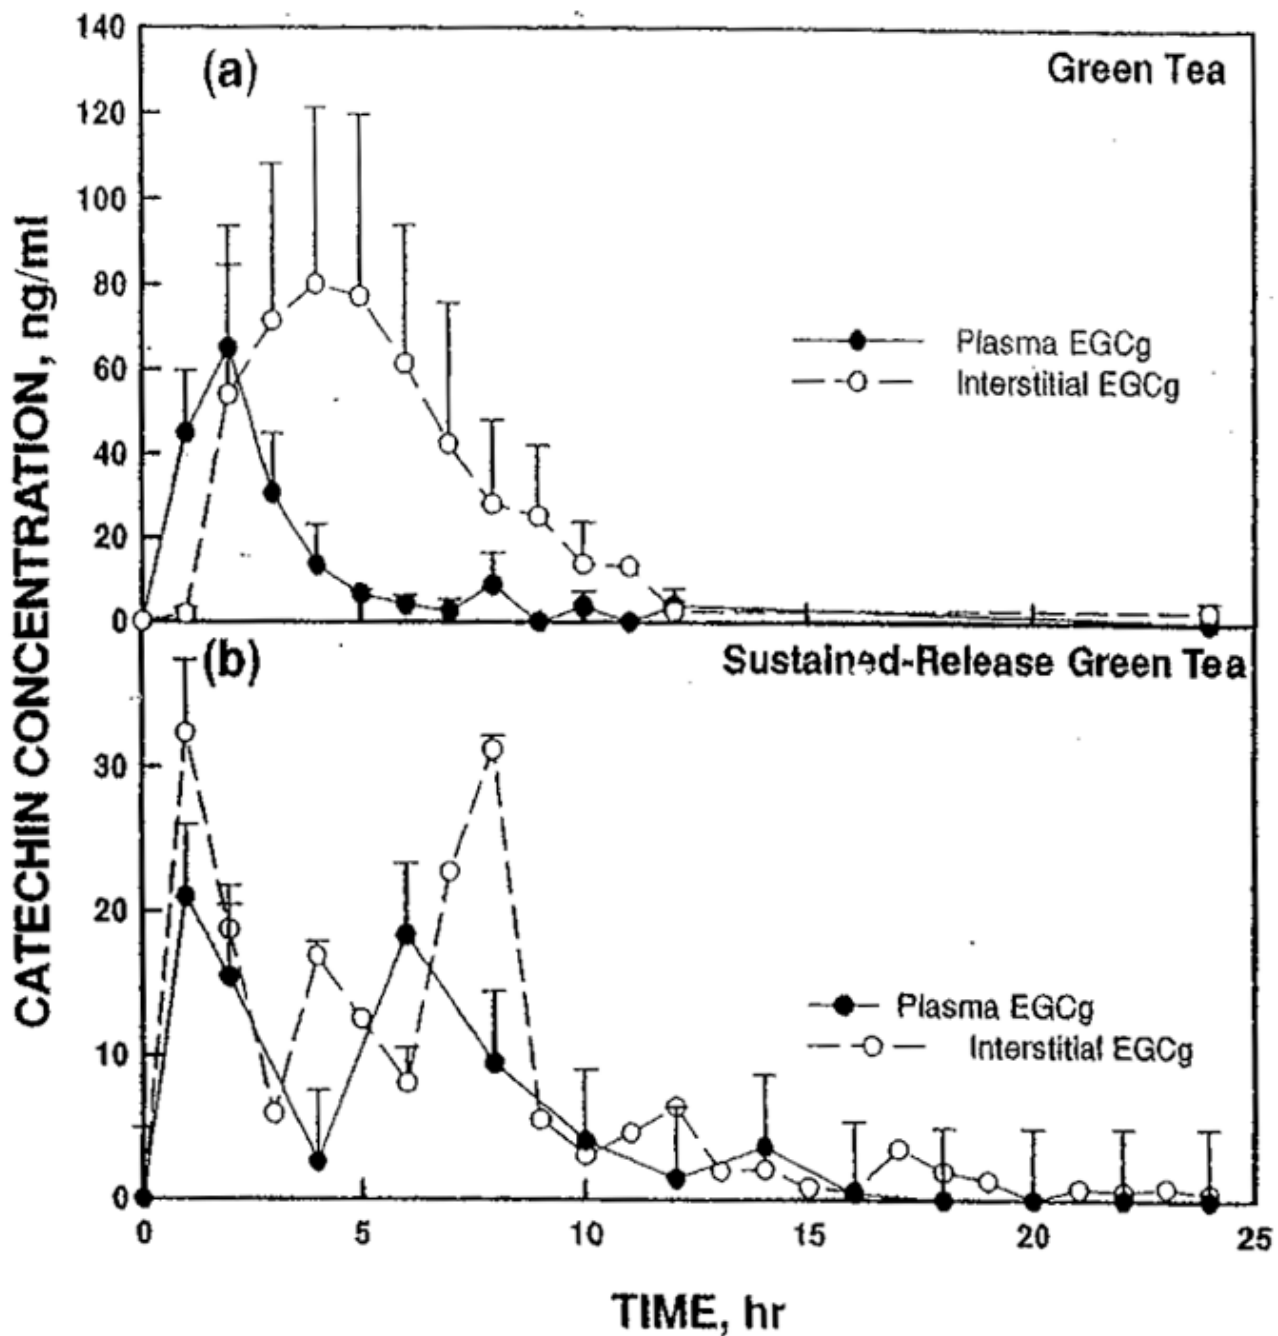 CATECHIN CONCENTRATION, ng/ml
140
120
100
80
60
40
20
0
(a)
Green Tea
Plasma EGCg
Interstitial EGCg
30
20
10
0
(b)
Sustained-Release Green Tea
Plasma EGCg
Interstitial EGCg
0 5 10 15 20 25
TIME, hr